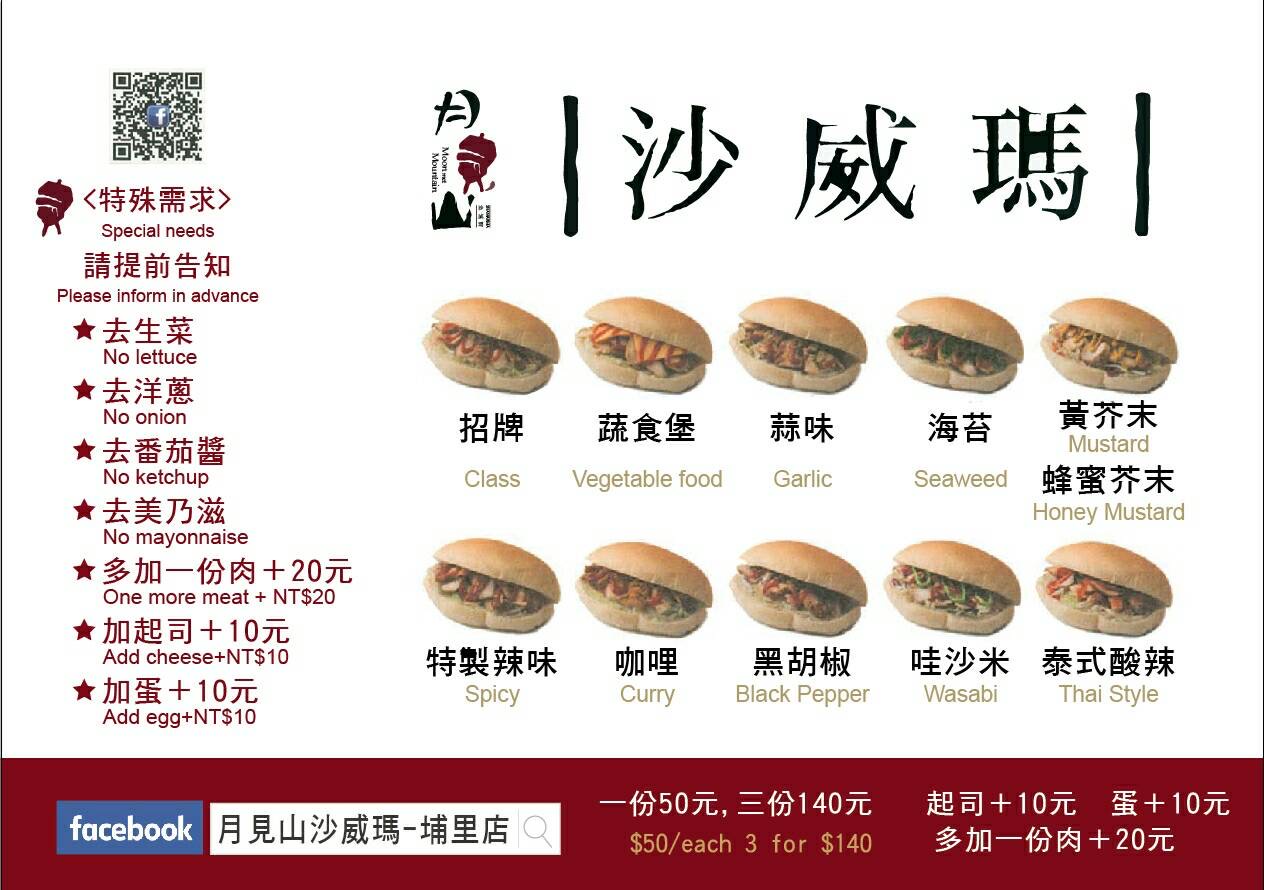 月
Moon met
Mountain
山
沙威瑪
<特殊需求>
Special needs
請提前告知
Please inform in advance
★去生菜
No lettuce
★去洋蔥
No onion
★去番茄醬
No ketchup
★去美乃滋
No mayonnaise
★多加一份肉＋20元
One more meat + NT$20
★加起司＋10元
Add cheese+NT$10
★加蛋＋10元
Add egg+NT$10
招牌
Class
蔬食堡
Vegetable food
蒜味
Garlic
海苔
Seaweed
黃芥末
Mustard
蜂蜜芥末
Honey Mustard
特製辣味
Spicy
咖哩
Curry
黑胡椒
Black Pepper
哇沙米
Wasabi
泰式酸辣
Thai Style
facebook
月見山沙威瑪-埔里店
一份50元, 三份140元
$50/each 3 for $140
起司＋10元 蛋＋10元
多加一份肉＋20元